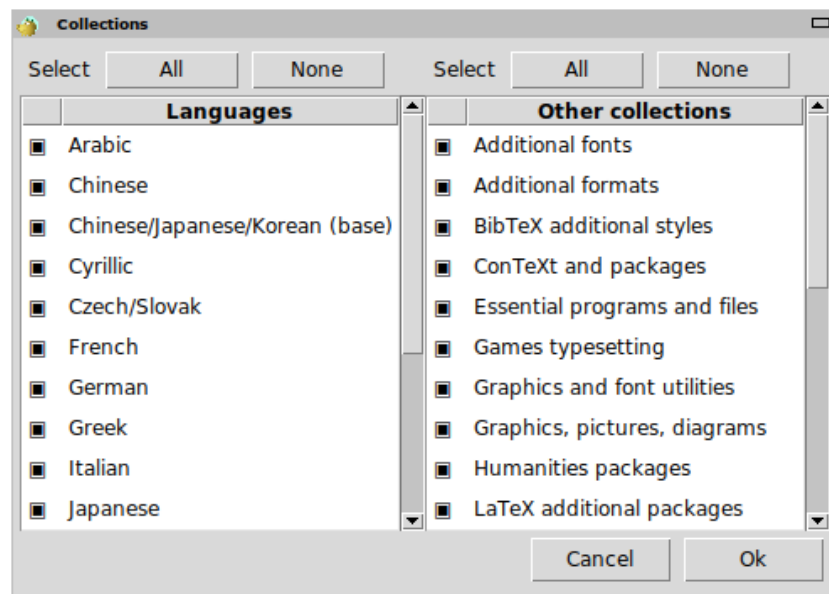 Collections
Select All None Select All None
Languages
Arabic
Chinese
Chinese/Japanese/Korean (base)
Cyrillic
Czech/Slovak
French
German
Greek
Italian
Japanese
Other collections
Additional fonts
Additional formats
BibTeX additional styles
ConTeXt and packages
Essential programs and files
Games typesetting
Graphics and font utilities
Graphics, pictures, diagrams
Humanities packages
LaTeX additional packages
Cancel Ok